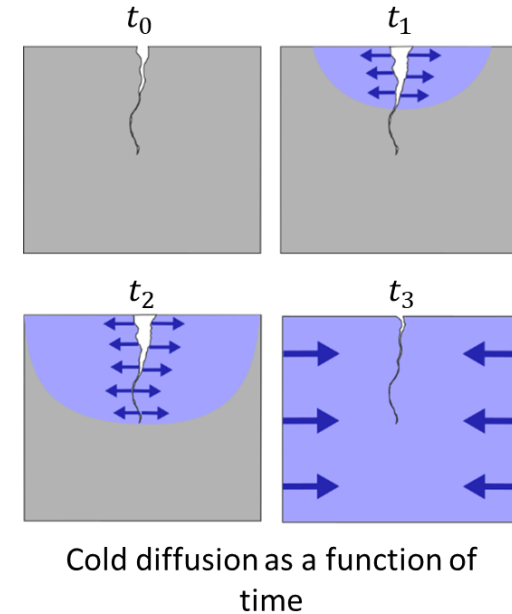 t₀
t₁
t₂
t₃
Cold diffusion as a function of
time